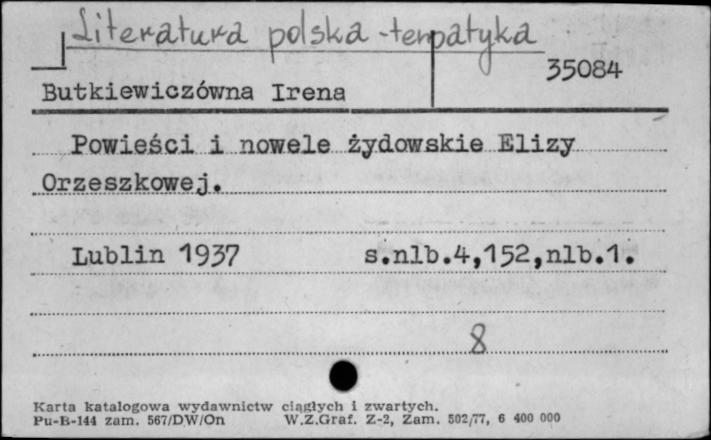 Literatura polska - tematyka
35084
Butkiewiczówna Irena
Powieści i nowele żydowskie Elizy
Orzeszkowej.
Lublin 1937 s.nlb.4,152,nlb.1.
8
Karta katalogowa wydawnictw ciągłych i zwartych.
Pu-B-144 zam. 567/DW/On W.Z.Graf. Z-2, Zam. 502/77, 6 400 000